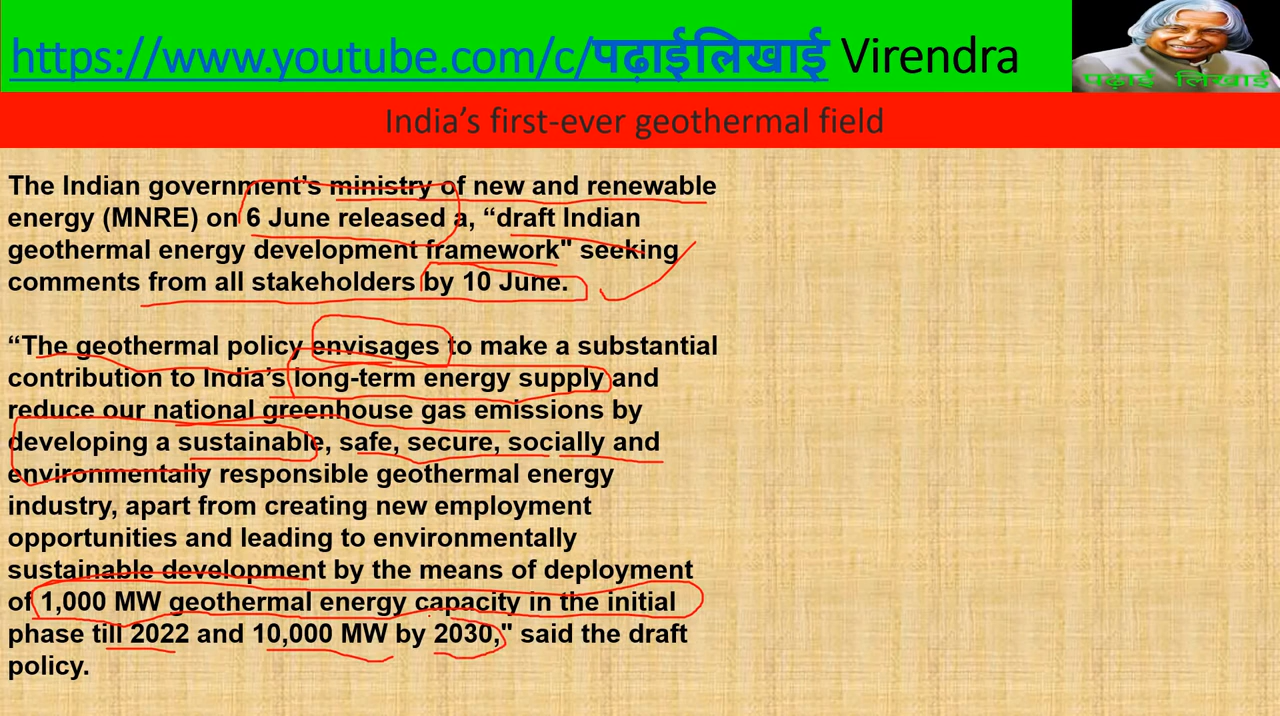 https://www.youtube.com/c/पढ़ाईलिखाई Virendra
पढ़ाई लिखाई
India’s first-ever geothermal field
The Indian government’s ministry of new and renewable
energy (MNRE) on 6 June released a, “draft Indian
geothermal energy development framework" seeking
comments from all stakeholders by 10 June.
“The geothermal policy envisages to make a substantial
contribution to India’s long-term energy supply and
reduce our national greenhouse gas emissions by
developing a sustainable, safe, secure, socially and
environmentally responsible geothermal energy
industry, apart from creating new employment
opportunities and leading to environmentally
sustainable development by the means of deployment
of 1,000 MW geothermal energy capacity in the initial
phase till 2022 and 10,000 MW by 2030," said the draft
policy.